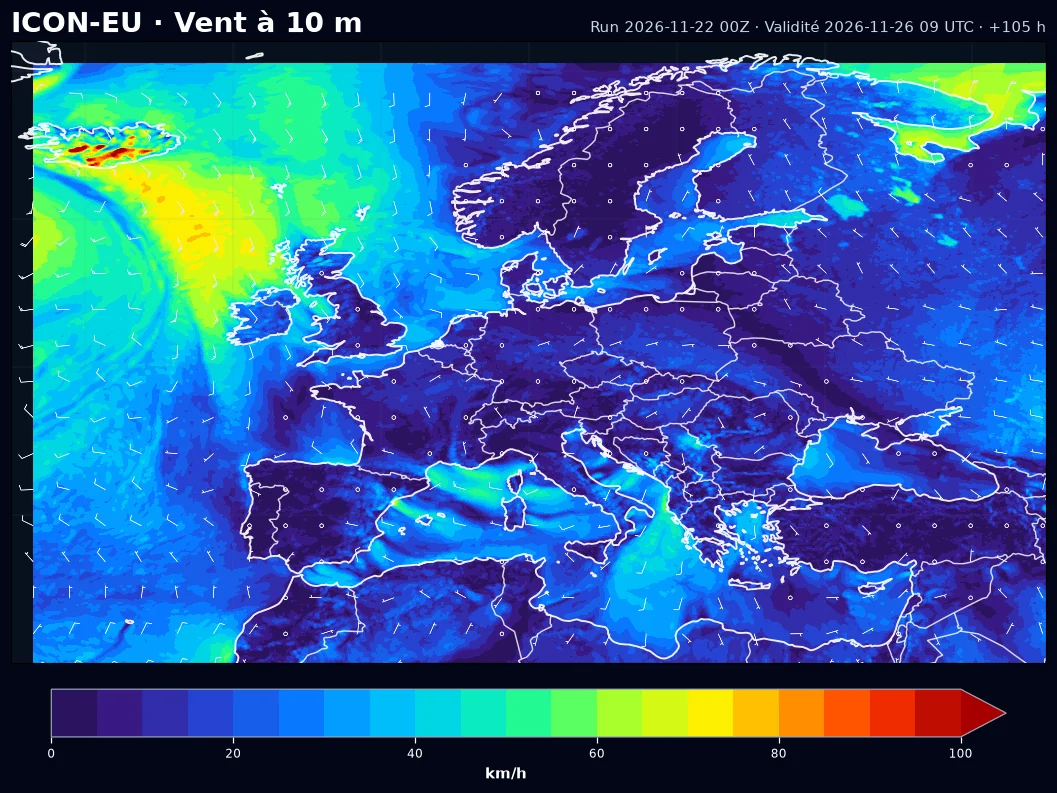 ICON-EU · Vent à 10 m
Run 2026-11-22 00Z · Validité 2026-11-26 09 UTC · +105 h
0 20 40 60 80 100
km/h